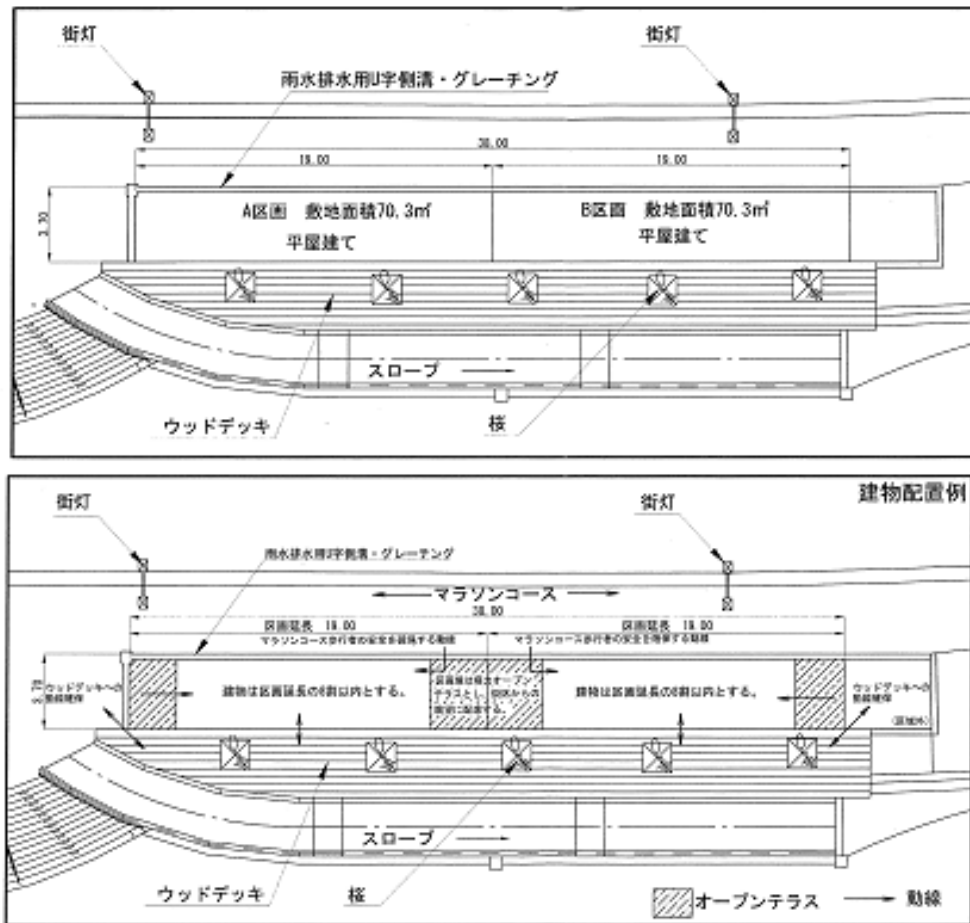 街灯
街灯
雨水排水用U字側溝・グレーチング
38.00
19.00
19.00
3.70
A区画 敷地面積70.3㎡
平屋建て
B区画 敷地面積70.3㎡
平屋建て
スロープ
ウッドデッキ
桜
建物配置例
街灯
街灯
雨水排水用U字側溝・グレーチング
マラソンコース
38.00
区画延長 19.00
区画延長 19.00
マラソンコース歩行者の安全を確保する動線
マラソンコース歩行者の安全を確保する動線
3.70
ウッドデッキへの
動線確保
建物は区画延長の8割以内とする。
建物は区画延長の8割以内とする。
ウッドデッキへの
動線確保
(区域外)
スロープ
ウッドデッキ
桜
オープンテラス
動線